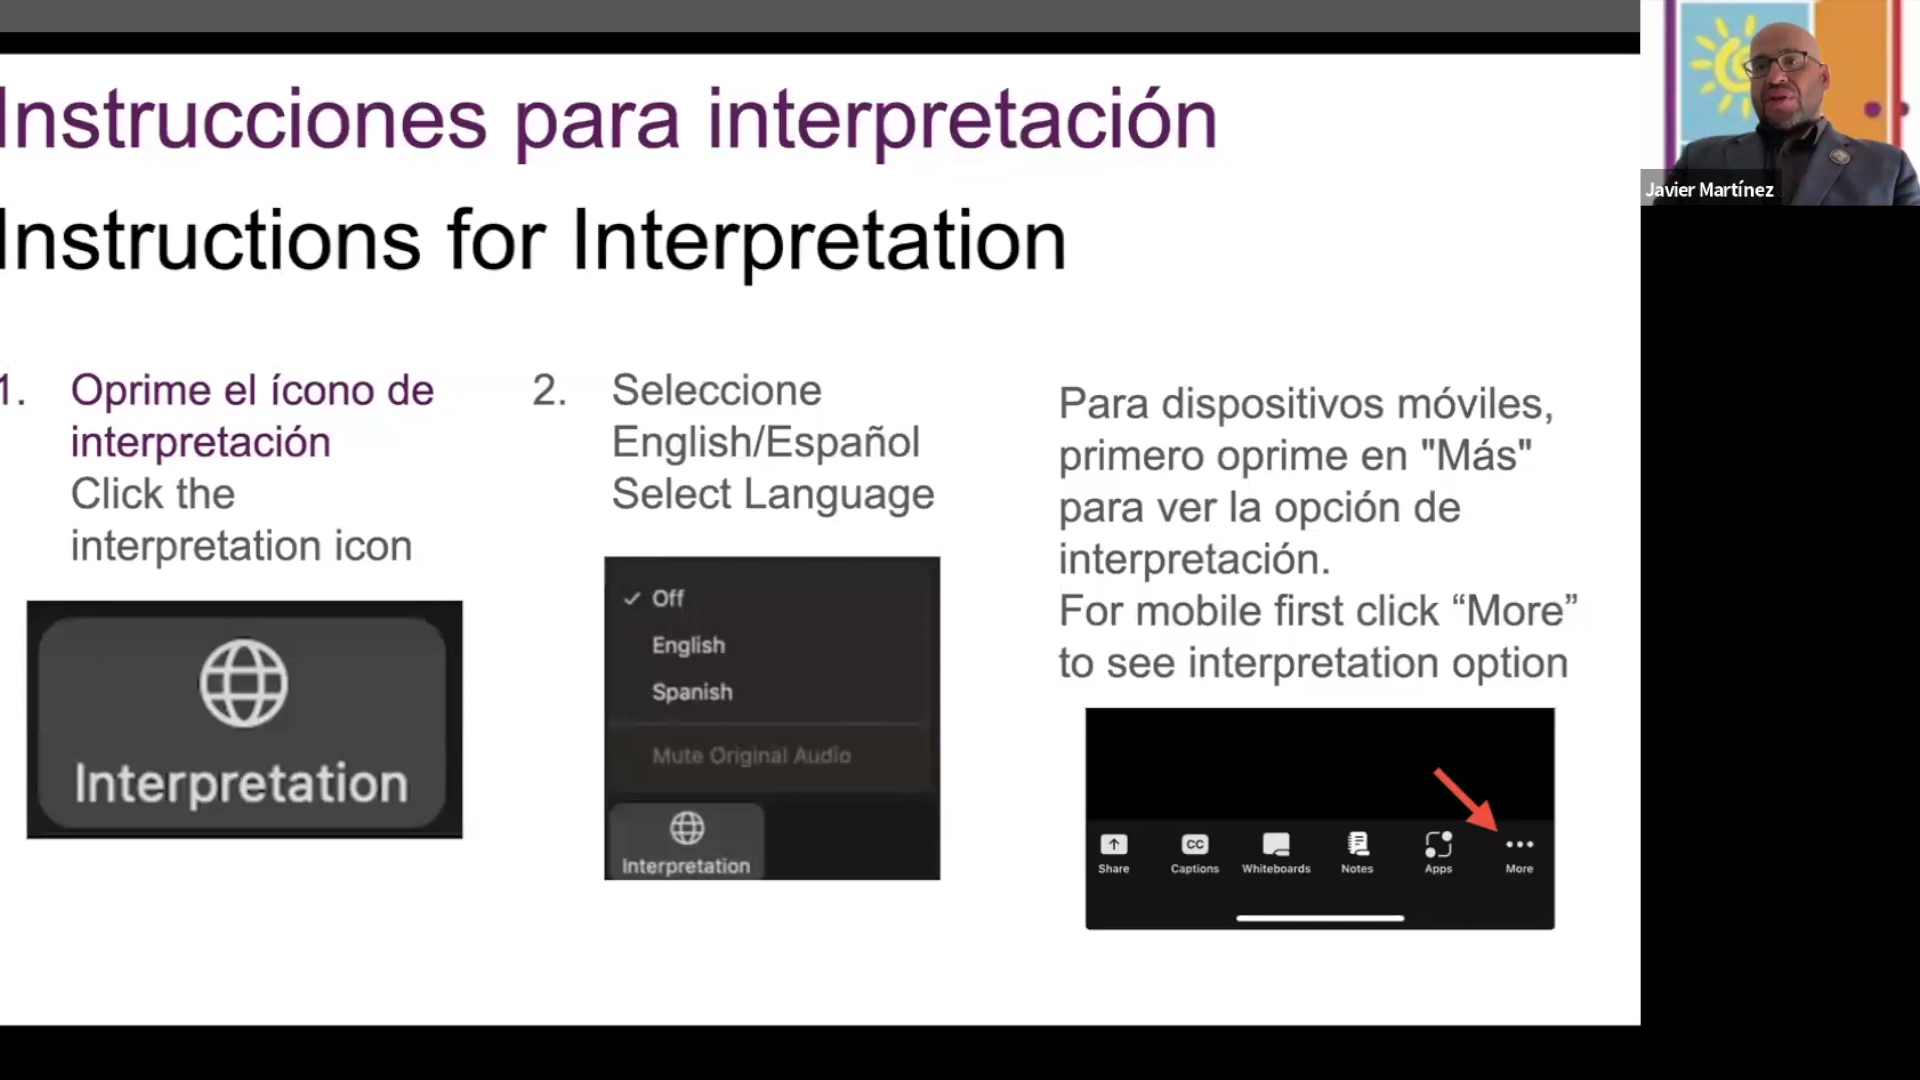 Instrucciones para interpretación
Instructions for Interpretation
1. Oprime el ícono de
interpretación
Click the
interpretation icon
Interpretation
2. Seleccione
English/Español
Select Language
Off
English
Spanish
Mute Original Audio
Interpretation
Para dispositivos móviles,
primero oprime en "Más"
para ver la opción de
interpretación.
For mobile first click “More”
to see interpretation option
Share CC Captions Whiteboards Notes Apps More
Javier Martínez